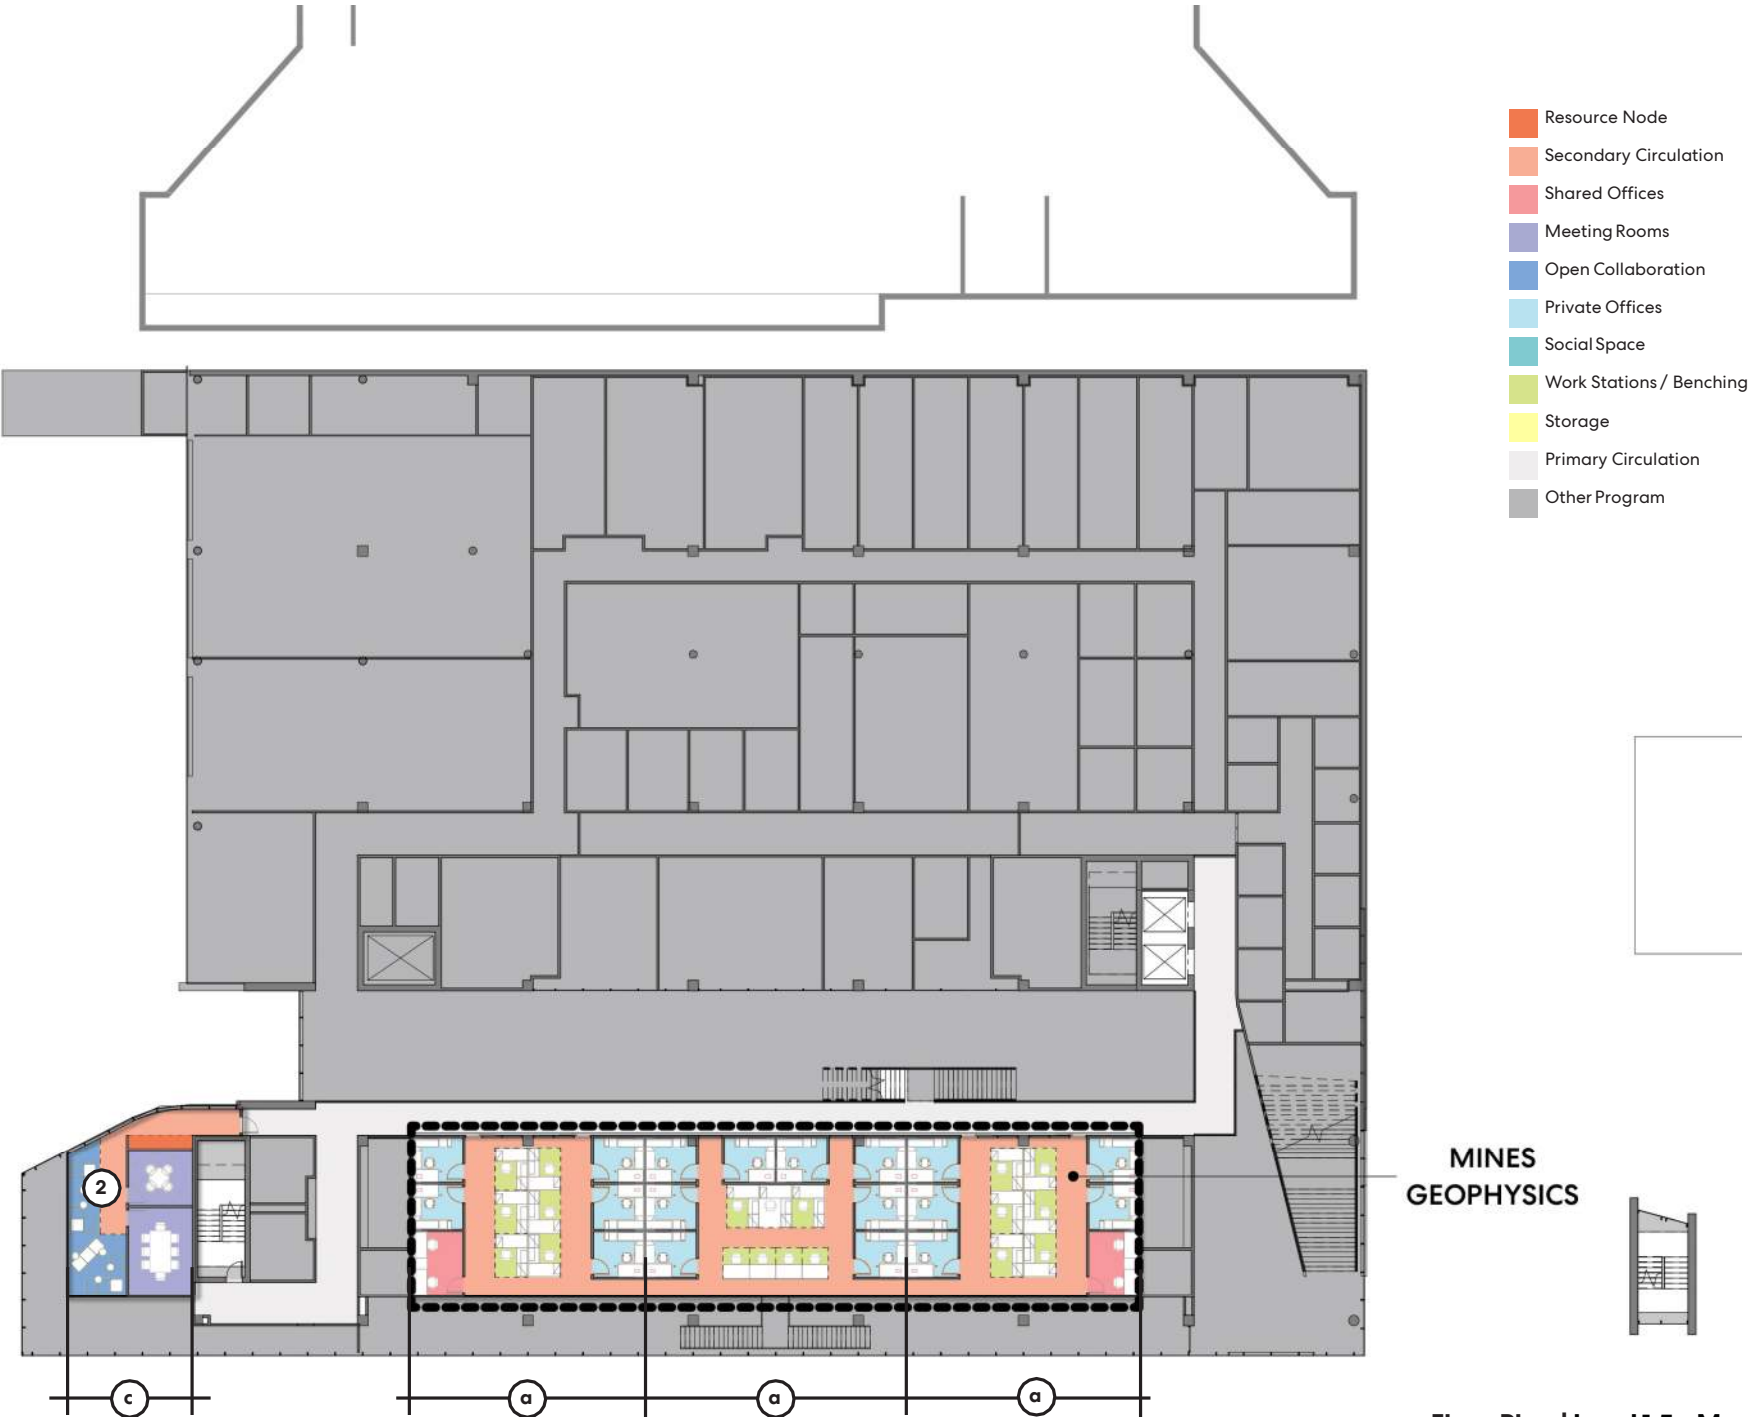 Resource Node
Secondary Circulation
Shared Offices
Meeting Rooms
Open Collaboration
Private Offices
Social Space
Work Stations / Benching
Storage
Primary Circulation
Other Program
MINES
GEOPHYSICS
2
c
a
a
a